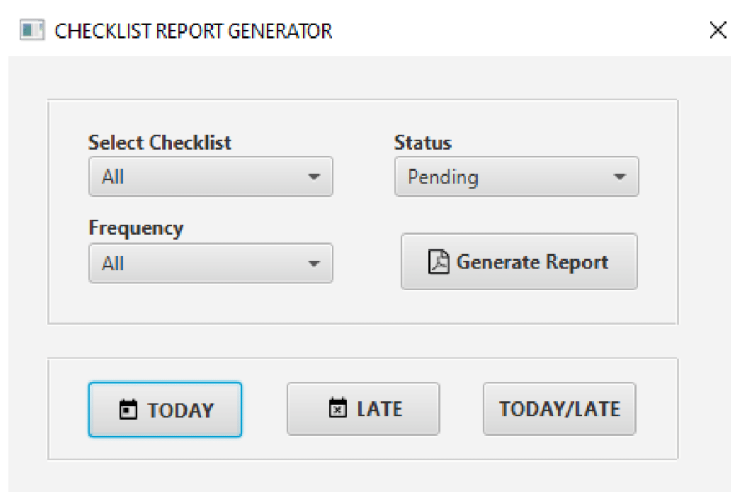 CHECKLIST REPORT GENERATOR
Select Checklist
Status
All
Pending
Frequency
All
Generate Report
TODAY
LATE
TODAY/LATE